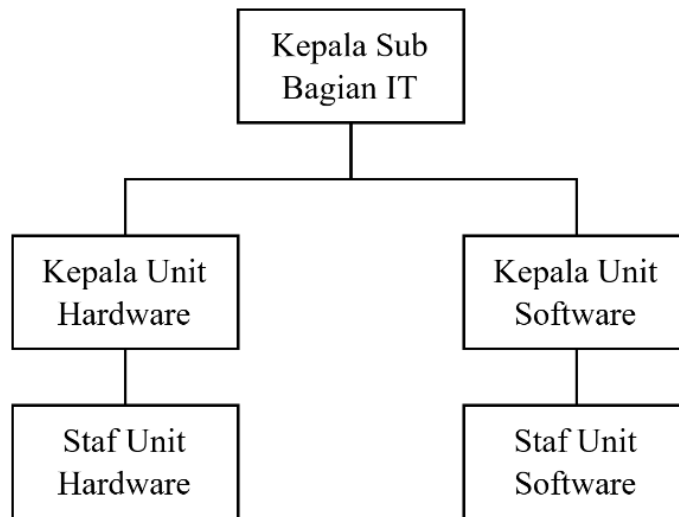 Kepala Sub
Bagian IT
Kepala Unit
Hardware
Kepala Unit
Software
Staf Unit
Hardware
Staf Unit
Software